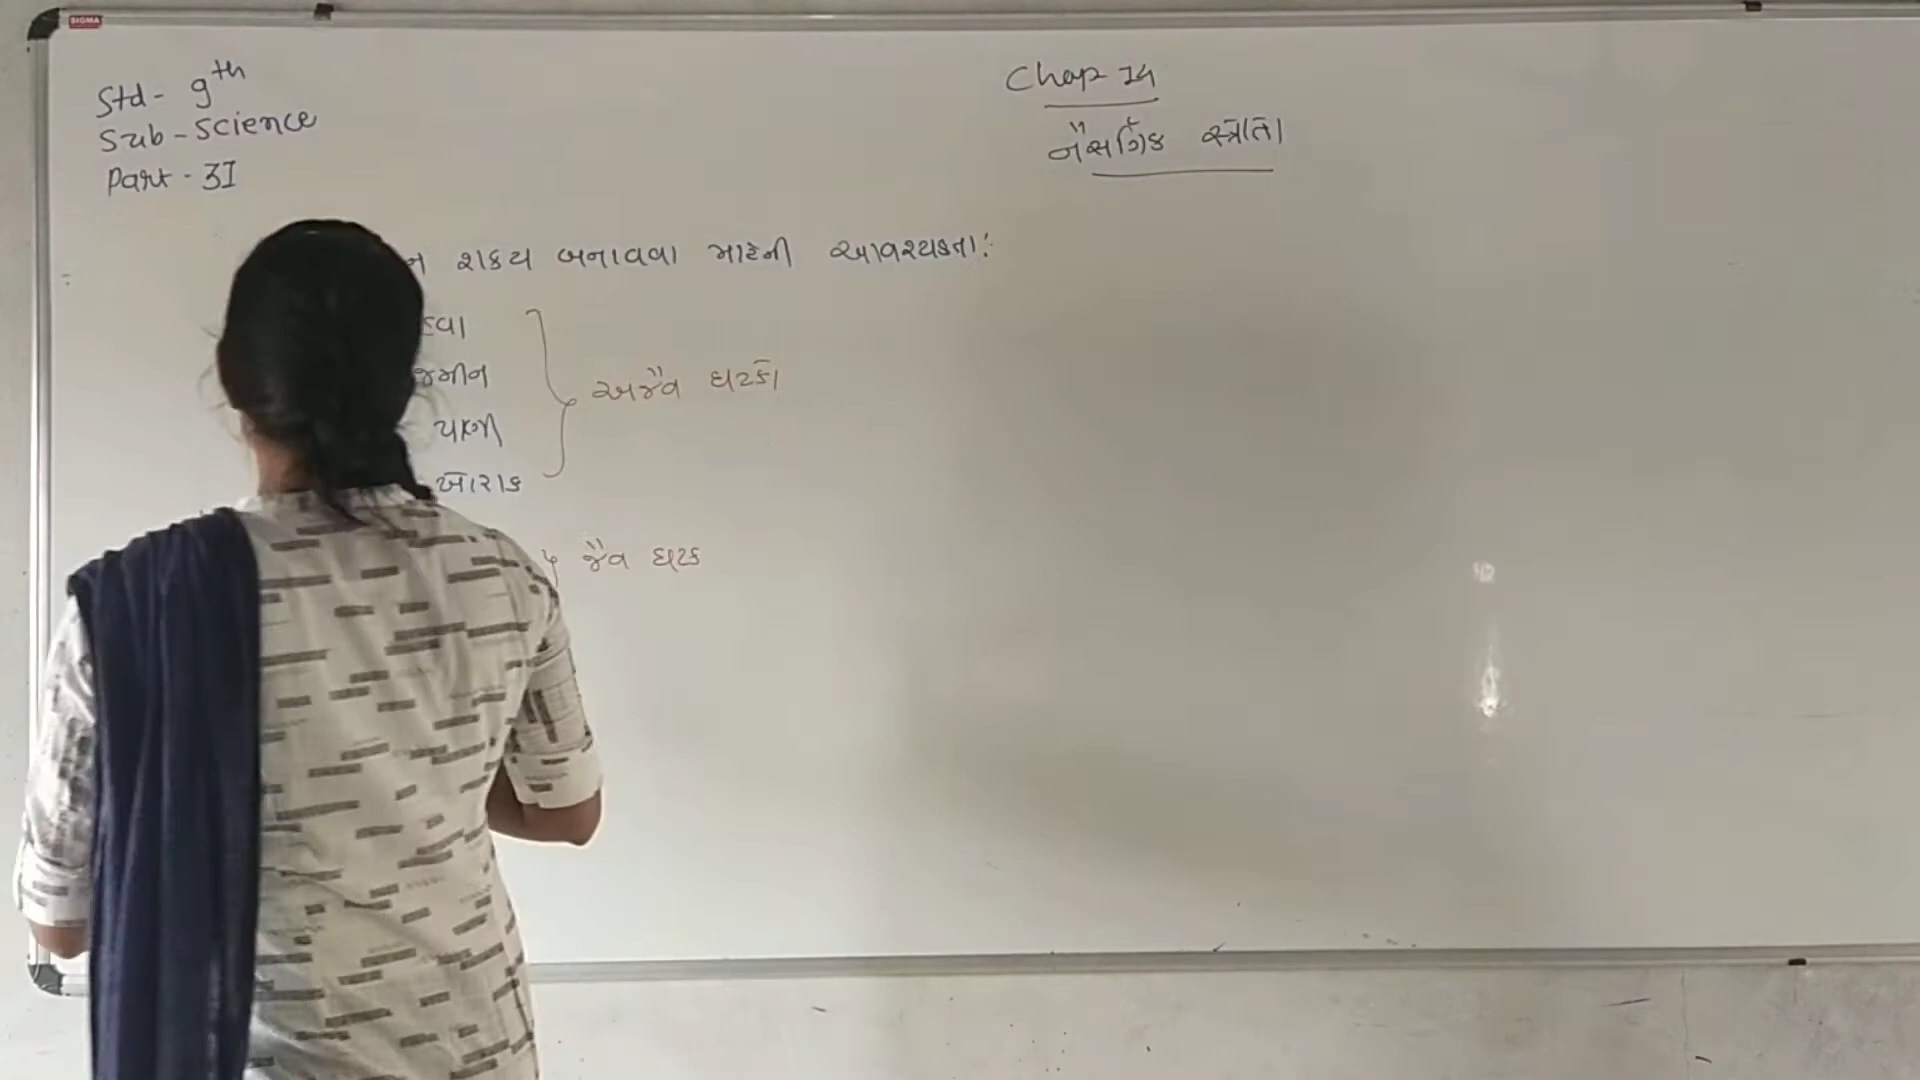 SIGMA
Std - 9th
Sub - Science
Part - 31
Chap 14
નૈસર્ગિક સ્ત્રોતો
શક્ય બનાવવા માટેની આવશ્યકતા :
હવા
જમીન
પાણી
ખોરાક
અજૈવ ઘટકો
જૈવ ઘટક